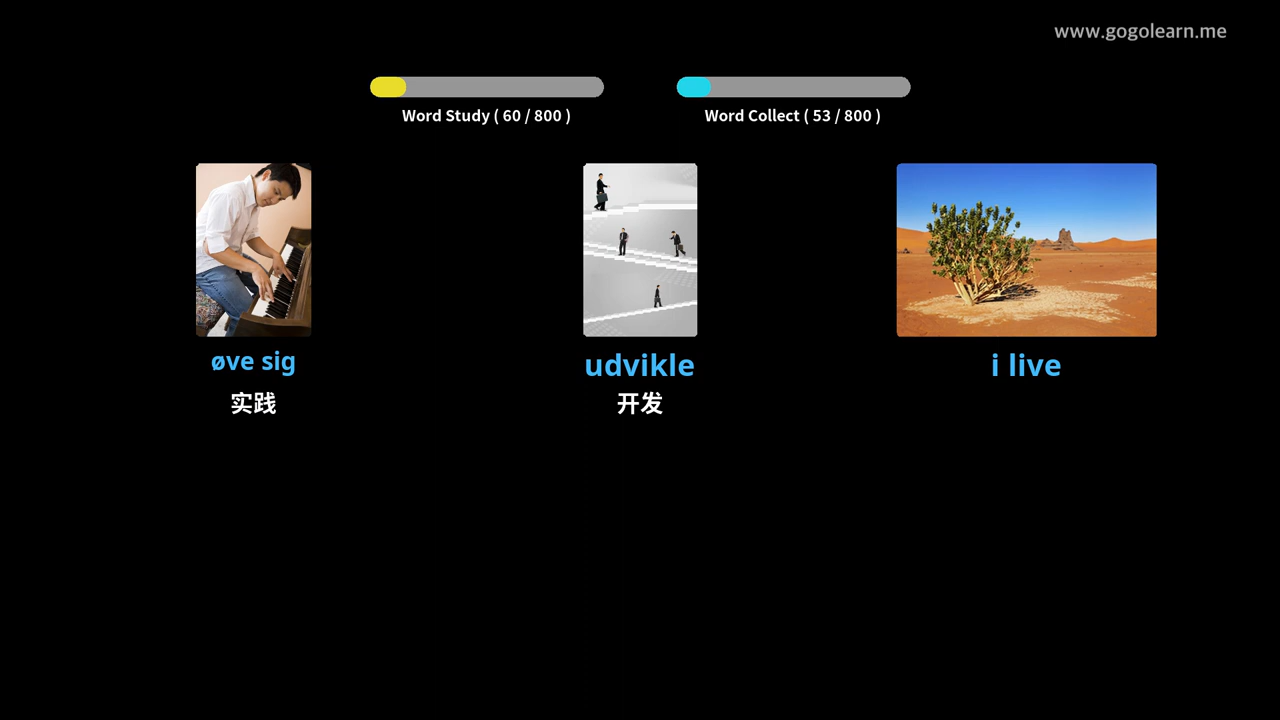 www.gogolearn.me
Word Study ( 60 / 800 )
Word Collect ( 53 / 800 )
øve sig
实践
udvikle
开发
i live